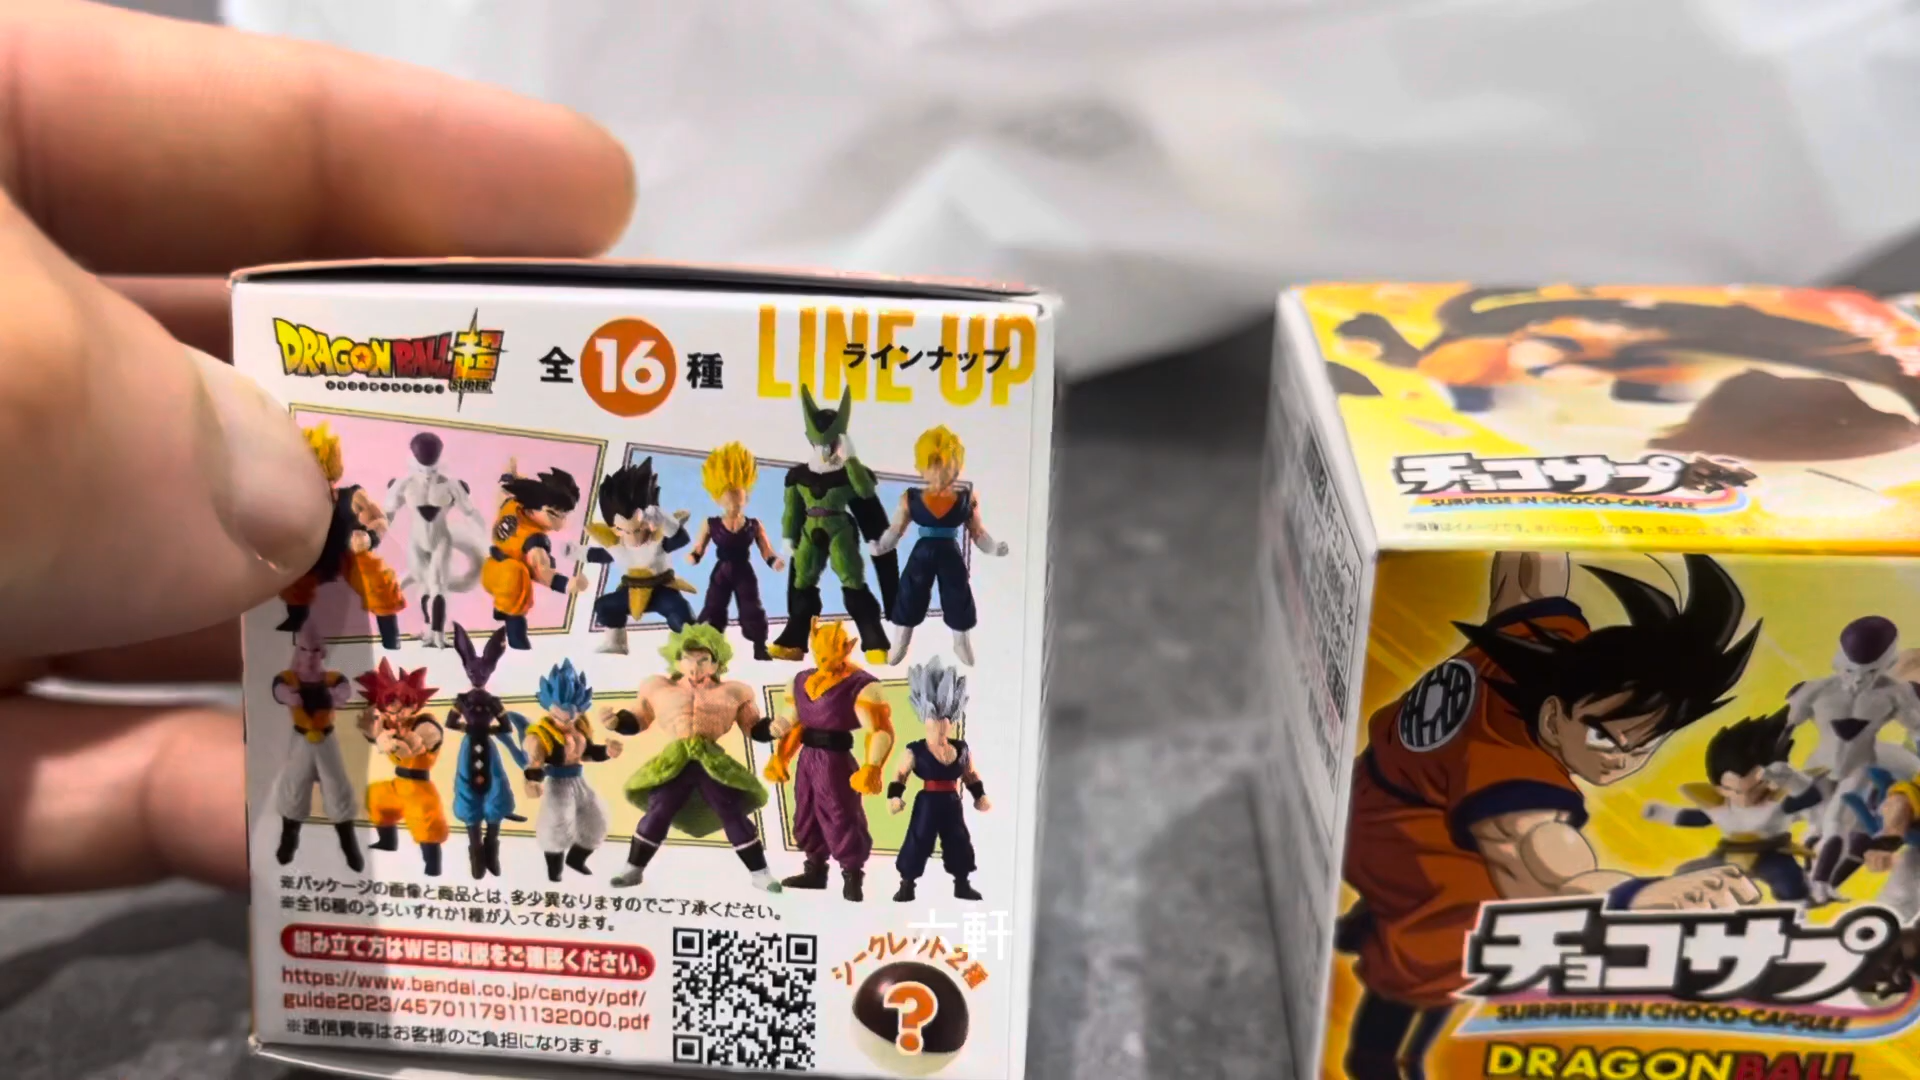 DRAGON BALL超
SUPER
全16種
LINE UP
ラインナップ
※パッケージの画像と商品とは、多少異なりますのでご了承ください。
※全16種のうちいずれか1種が入っております。
組み立て方はWEB取説をご確認ください。
https://www.bandai.co.jp/candy/pdf/
guide2023/4570117911132000.pdf
※通信費等はお客様のご負担になります。
シークレット2種
?
六軒
チョコサプ
SURPRISE IN CHOCO-CAPSULE
チョコサプ
SURPRISE IN CHOCO-CAPSULE
DRAGONBALL